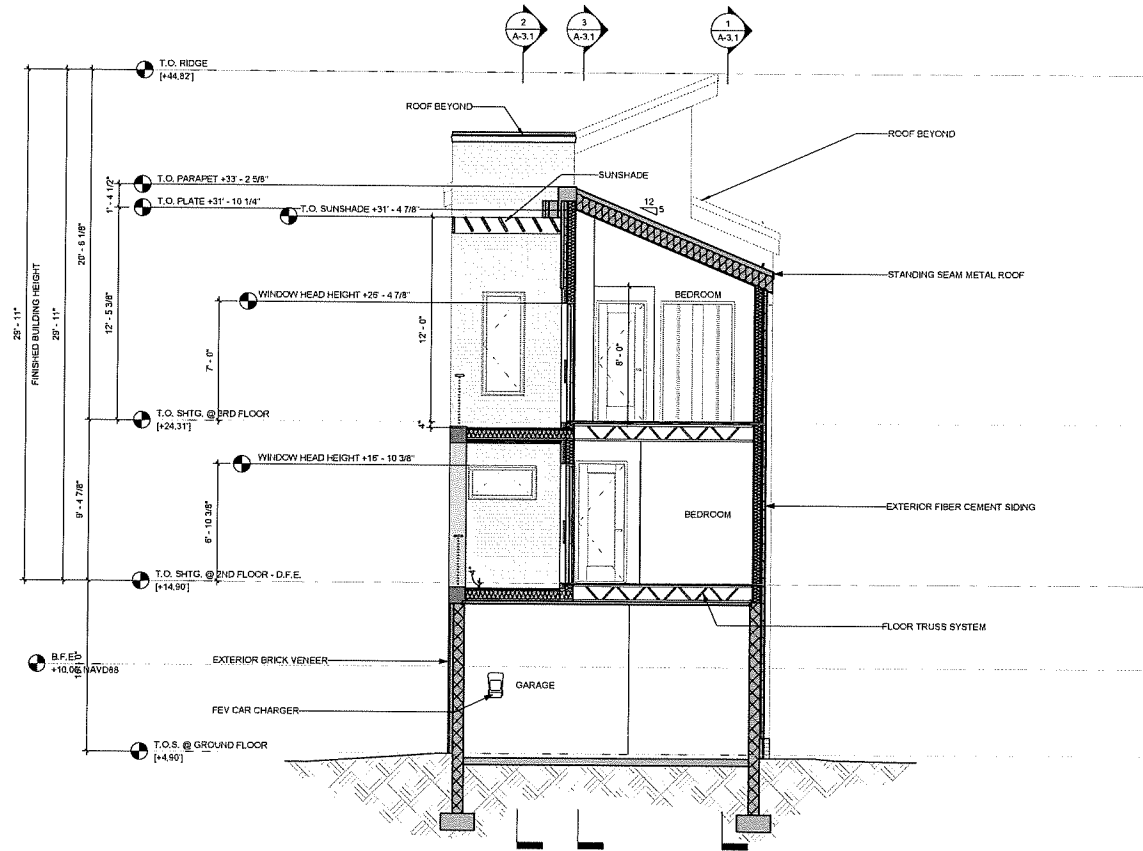 2
A-3.1
3
A-3.1
1
A-3.1
T.O. RIDGE
[+44,82']
ROOF BEYOND
ROOF BEYOND
T.O. PARAPET +33' - 2 5/8"
SUNSHADE
1' - 4 1/2"
T.O. PLATE +31' - 10 1/4"
T.O. SUNSHADE +31' - 4 7/8"
12
5
20' - 6 1/8"
STANDING SEAM METAL ROOF
WINDOW HEAD HEIGHT +26' - 4 7/8"
BEDROOM
29' - 11"
FINISHED BUILDING HEIGHT
29' - 11"
12' - 5 3/8"
12' - 0"
8' - 0"
7' - 0"
T.O. SHTG. @ 3RD FLOOR
[+24,31']
4"
WINDOW HEAD HEIGHT +16' - 10 3/8"
9' - 4 7/8"
6' - 10 3/8"
BEDROOM
EXTERIOR FIBER CEMENT SIDING
T.O. SHTG. @ 2ND FLOOR - D.F.E.
[+14,90']
FLOOR TRUSS SYSTEM
B.F.E.
+10,00' NAVD88
EXTERIOR BRICK VENEER
GARAGE
FEV CAR CHARGER
T.O.S. @ GROUND FLOOR
[+4,90']